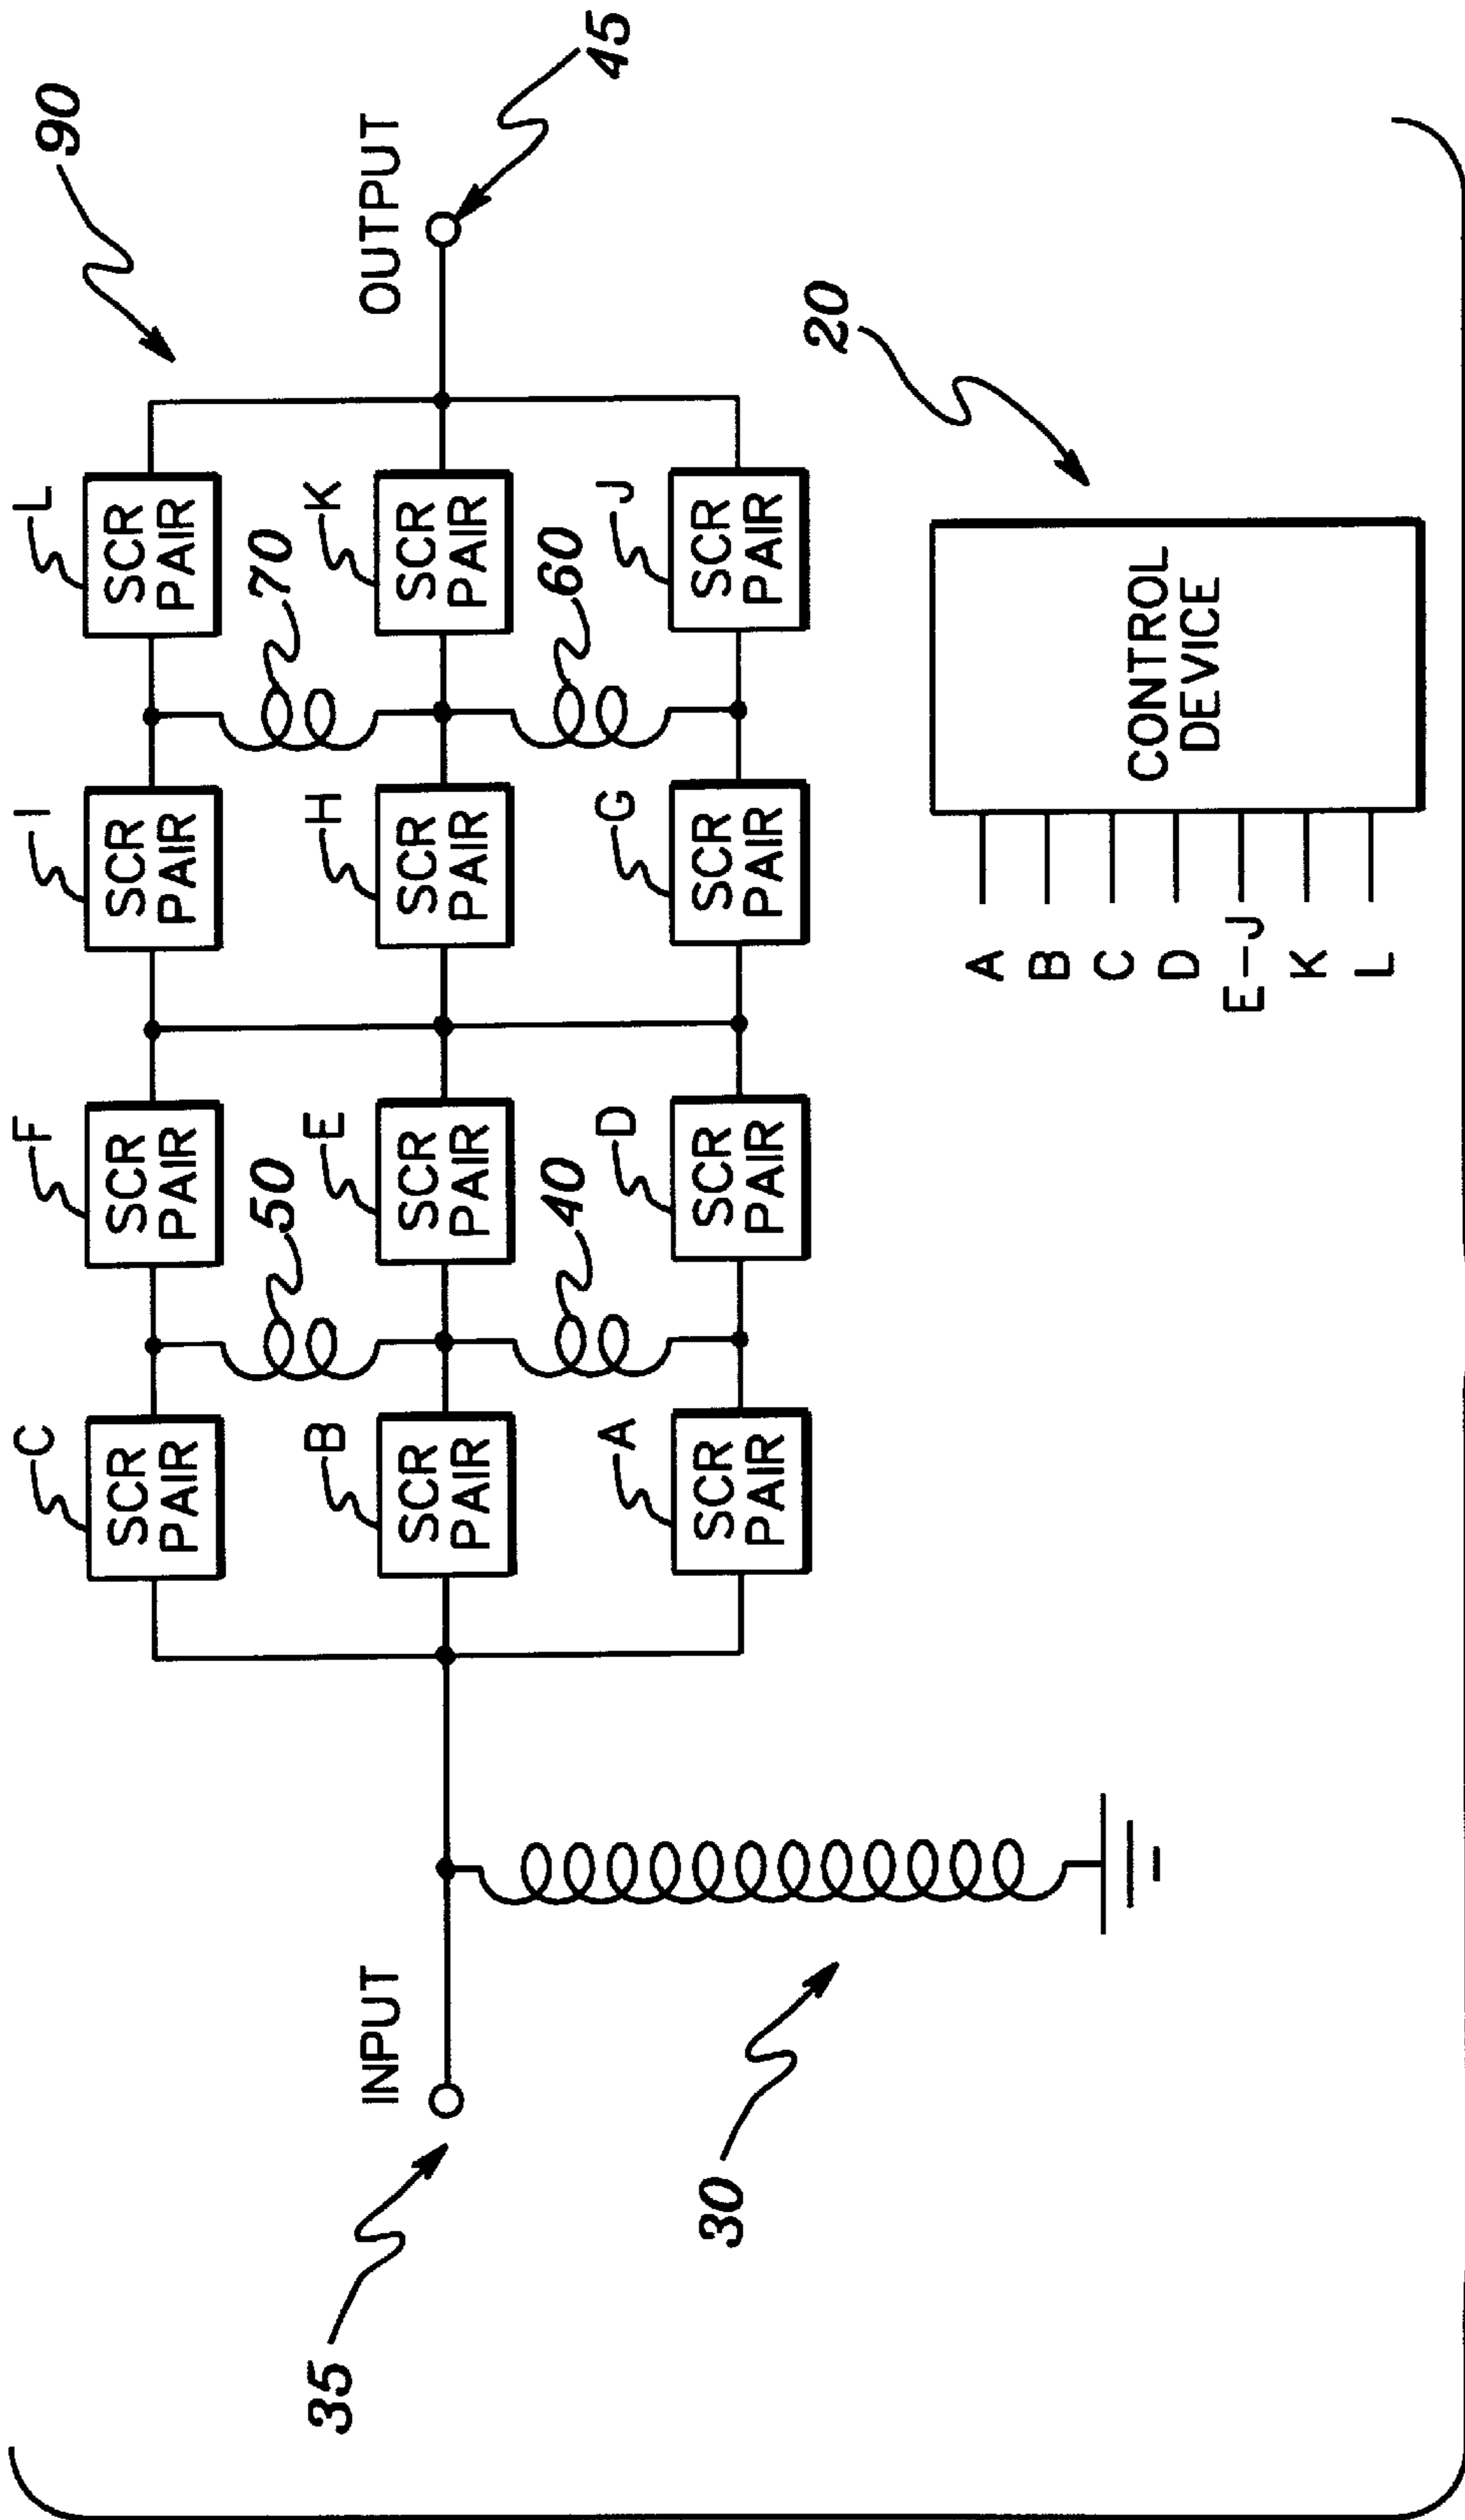 90
45
OUTPUT
L
SCR
PAIR
70
K
SCR
PAIR
60
J
SCR
PAIR
20
I
SCR
PAIR
H
SCR
PAIR
G
SCR
PAIR
CONTROL
DEVICE
A
B
C
D
E-J
K
L
F
SCR
PAIR
50
E
SCR
PAIR
40
D
SCR
PAIR
C
SCR
PAIR
B
SCR
PAIR
A
SCR
PAIR
INPUT
35
30